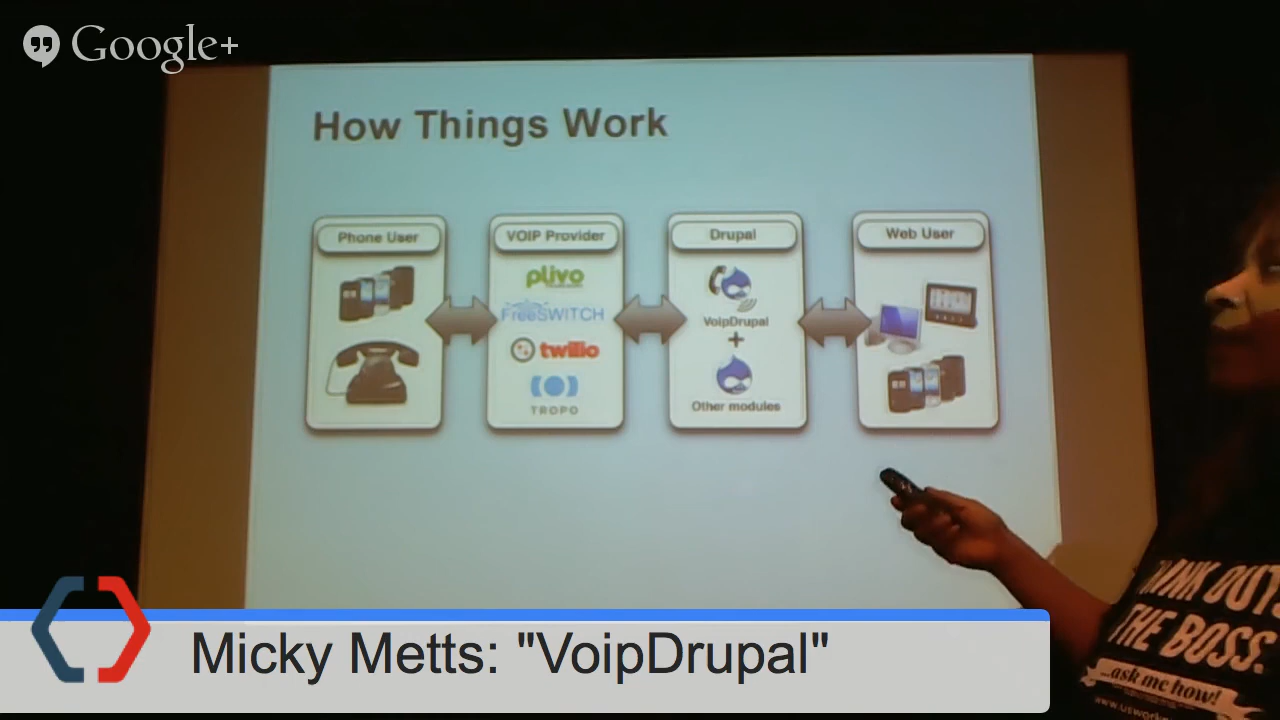 Google+
How Things Work
Phone User
VOIP Provider
Drupal
Web User
plivo
FreeSWITCH
twilio
TROPO
VoipDrupal
+
Other modules
THE BOSS.
...ask me how!
Micky Metts: "VoipDrupal"